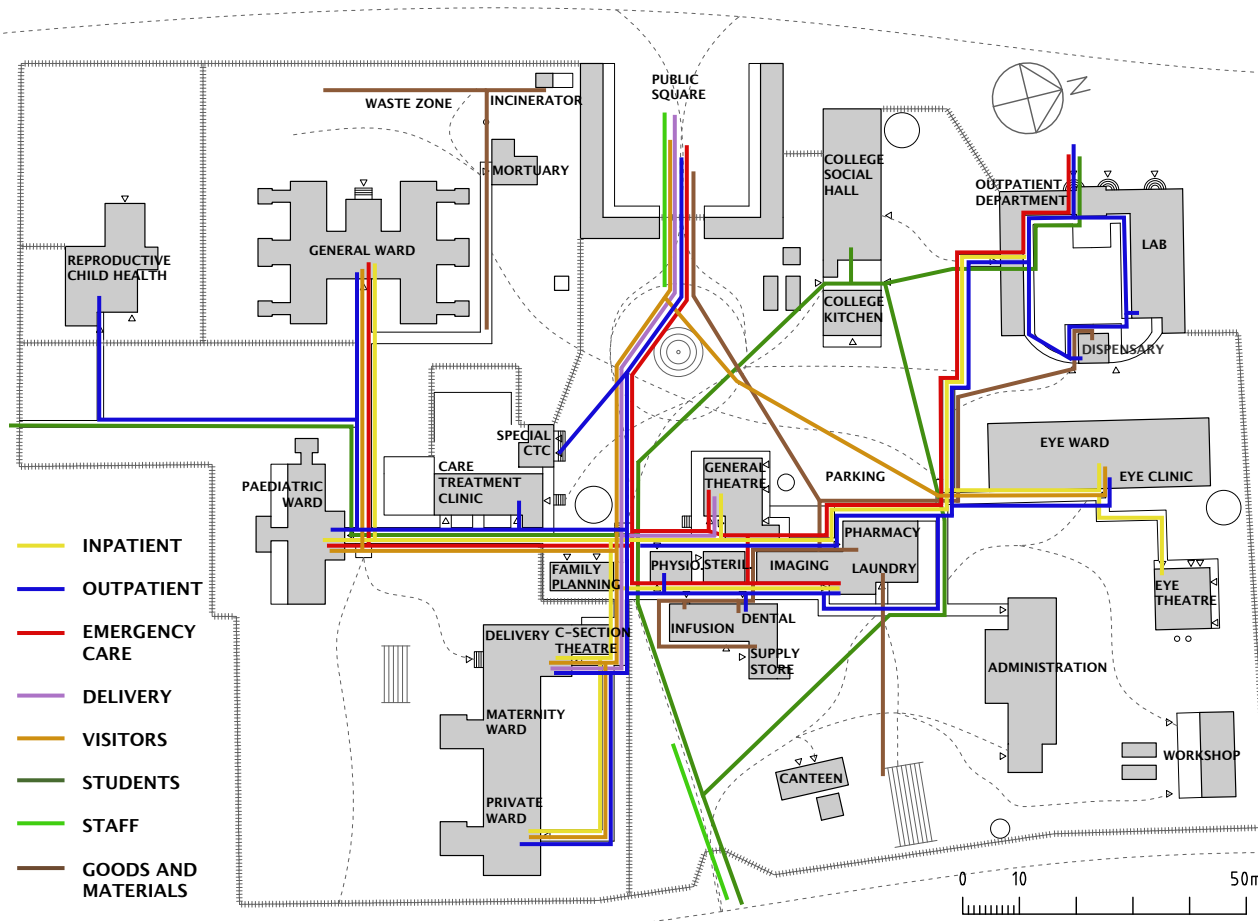 PUBLIC
SQUARE
WASTE ZONE
INCINERATOR
N
MORTUARY
COLLEGE
SOCIAL
HALL
OUTPATIENT
DEPARTMENT
LAB
GENERAL WARD
REPRODUCTIVE
CHILD HEALTH
COLLEGE
KITCHEN
DISPENSARY
SPECIAL
CTC
EYE WARD
EYE CLINIC
CARE
TREATMENT
CLINIC
GENERAL
THEATRE
PARKING
PAEDIATRIC
WARD
PHARMACY
FAMILY
PLANNING
PHYSIO.
STERIL.
IMAGING
LAUNDRY
EYE
THEATRE
INFUSION
DENTAL
SUPPLY
STORE
DELIVERY
C-SECTION
THEATRE
ADMINISTRATION
MATERNITY
WARD
CANTEEN
WORKSHOP
PRIVATE
WARD
INPATIENT
OUTPATIENT
EMERGENCY
CARE
DELIVERY
VISITORS
STUDENTS
STAFF
GOODS AND
MATERIALS
0 10 50m